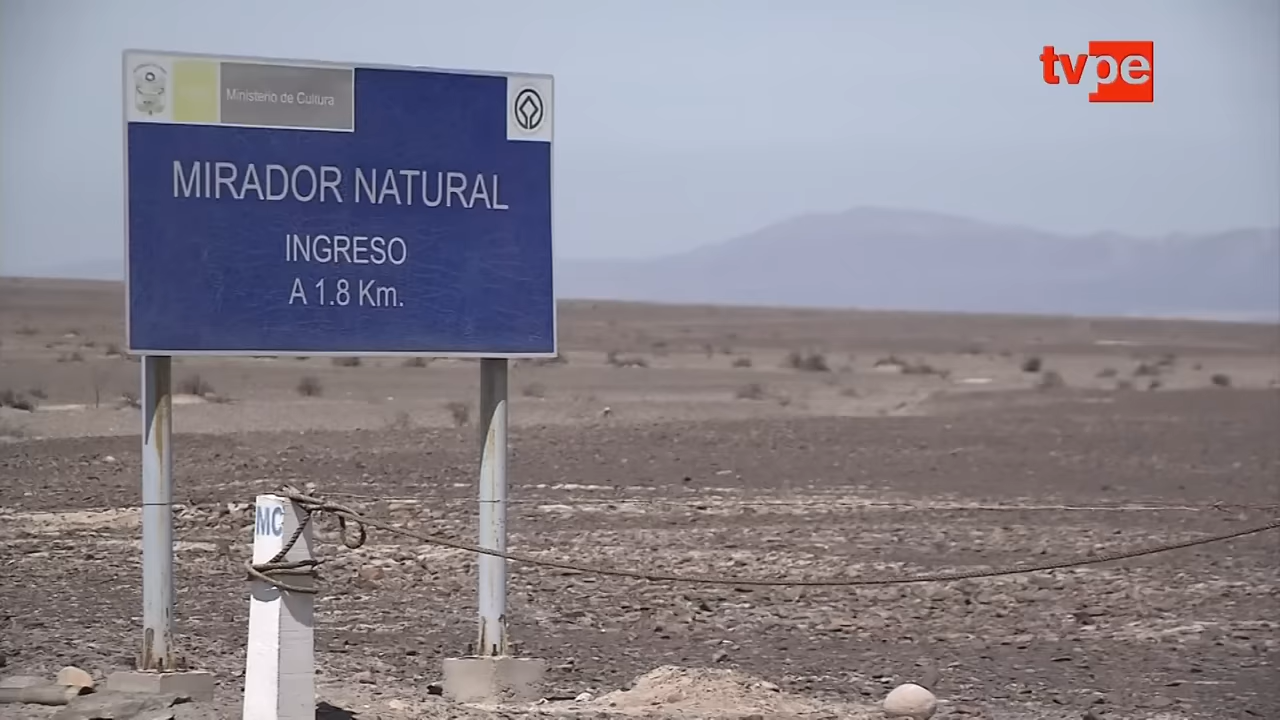 tvpe
Ministerio de Cultura
MIRADOR NATURAL
INGRESO
A 1.8 Km.
MC